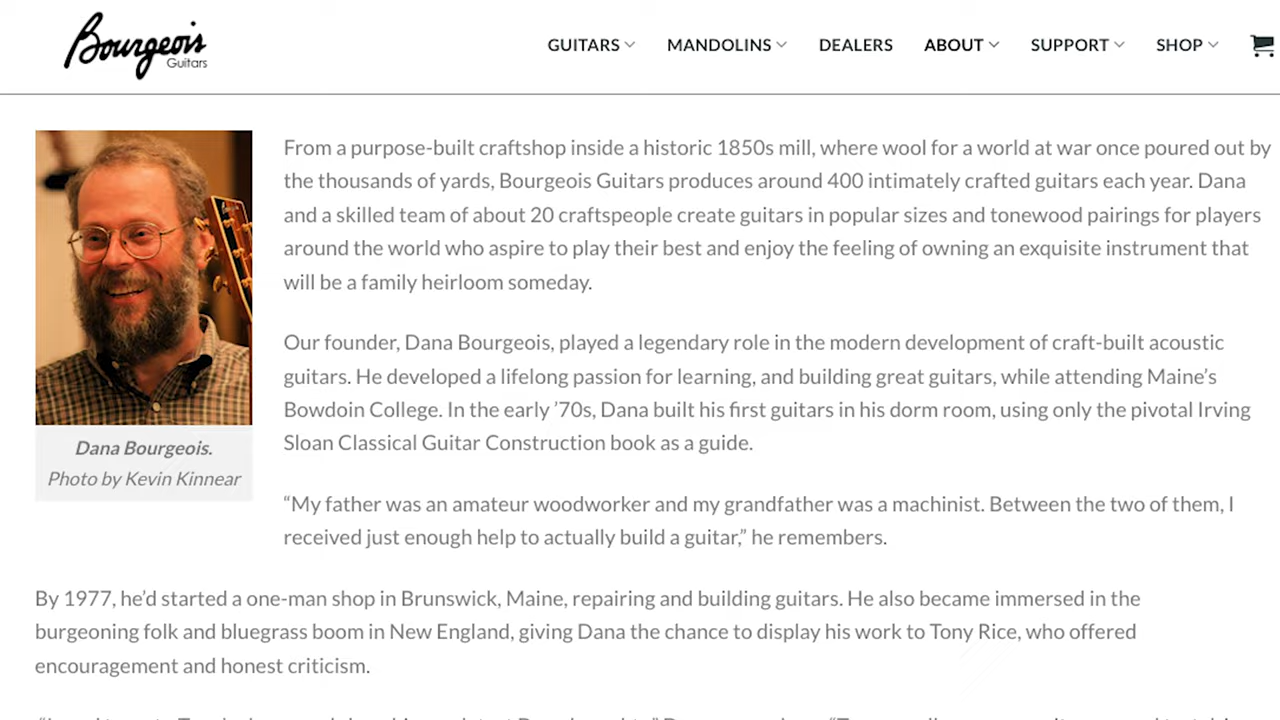 Bourgeois
Guitars
GUITARS MANDOLINS DEALERS ABOUT SUPPORT SHOP
From a purpose-built craftshop inside a historic 1850s mill, where wool for a world at war once poured out by
the thousands of yards, Bourgeois Guitars produces around 400 intimately crafted guitars each year. Dana
and a skilled team of about 20 craftspeople create guitars in popular sizes and tonewood pairings for players
around the world who aspire to play their best and enjoy the feeling of owning an exquisite instrument that
will be a family heirloom someday.
Dana Bourgeois.
Photo by Kevin Kinnear
Our founder, Dana Bourgeois, played a legendary role in the modern development of craft-built acoustic
guitars. He developed a lifelong passion for learning, and building great guitars, while attending Maine’s
Bowdoin College. In the early ’70s, Dana built his first guitars in his dorm room, using only the pivotal Irving
Sloan Classical Guitar Construction book as a guide.
“My father was an amateur woodworker and my grandfather was a machinist. Between the two of them, I
received just enough help to actually build a guitar,” he remembers.
By 1977, he’d started a one-man shop in Brunswick, Maine, repairing and building guitars. He also became immersed in the
burgeoning folk and bluegrass boom in New England, giving Dana the chance to display his work to Tony Rice, who offered
encouragement and honest criticism.